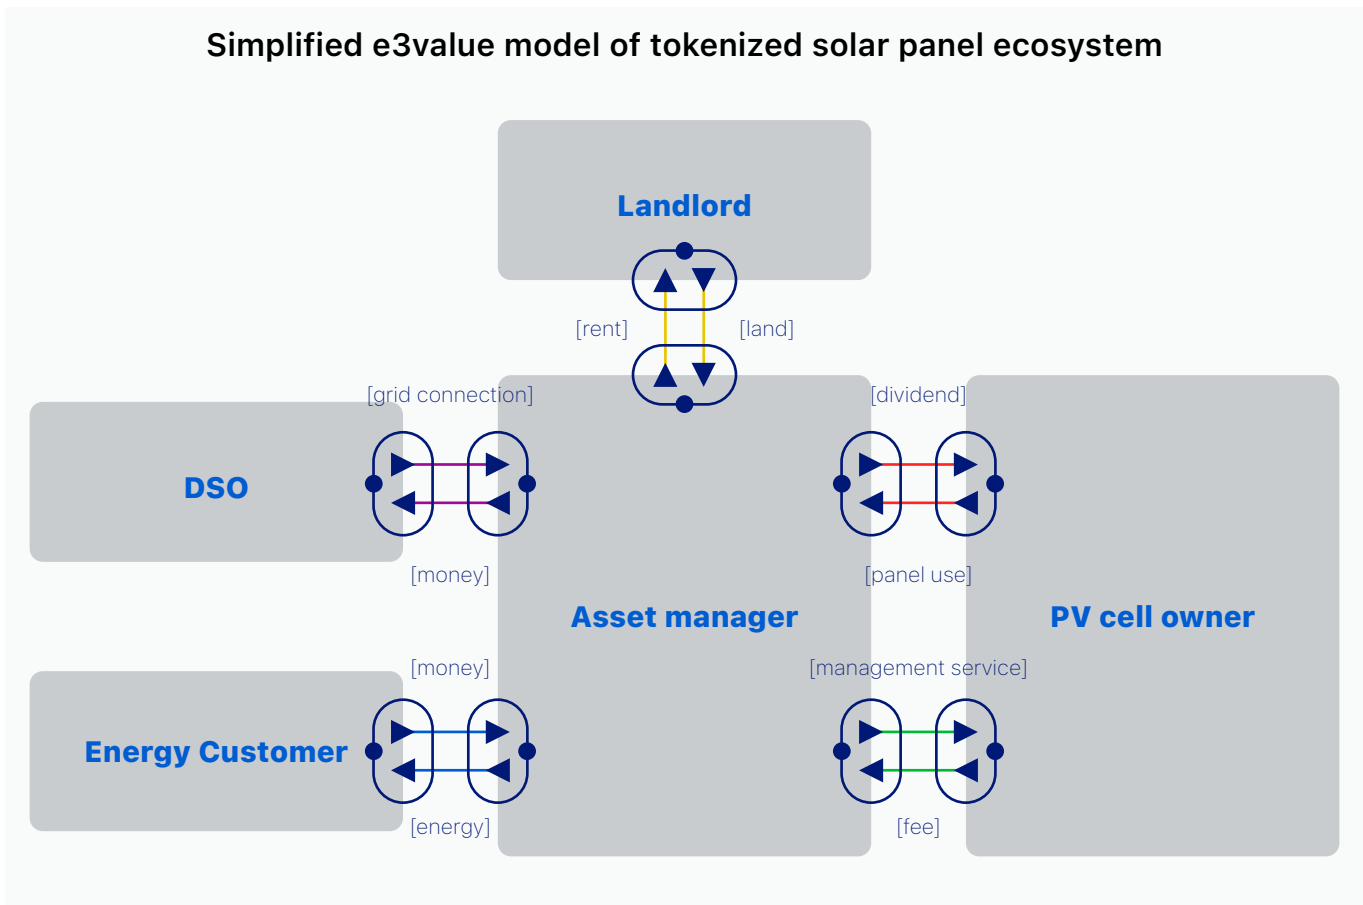 Simplified e3value model of tokenized solar panel ecosystem
Landlord
[rent]
[land]
[grid connection]
[dividend]
DSO
[money]
[panel use]
Asset manager
PV cell owner
[money]
[management service]
Energy Customer
[energy]
[fee]